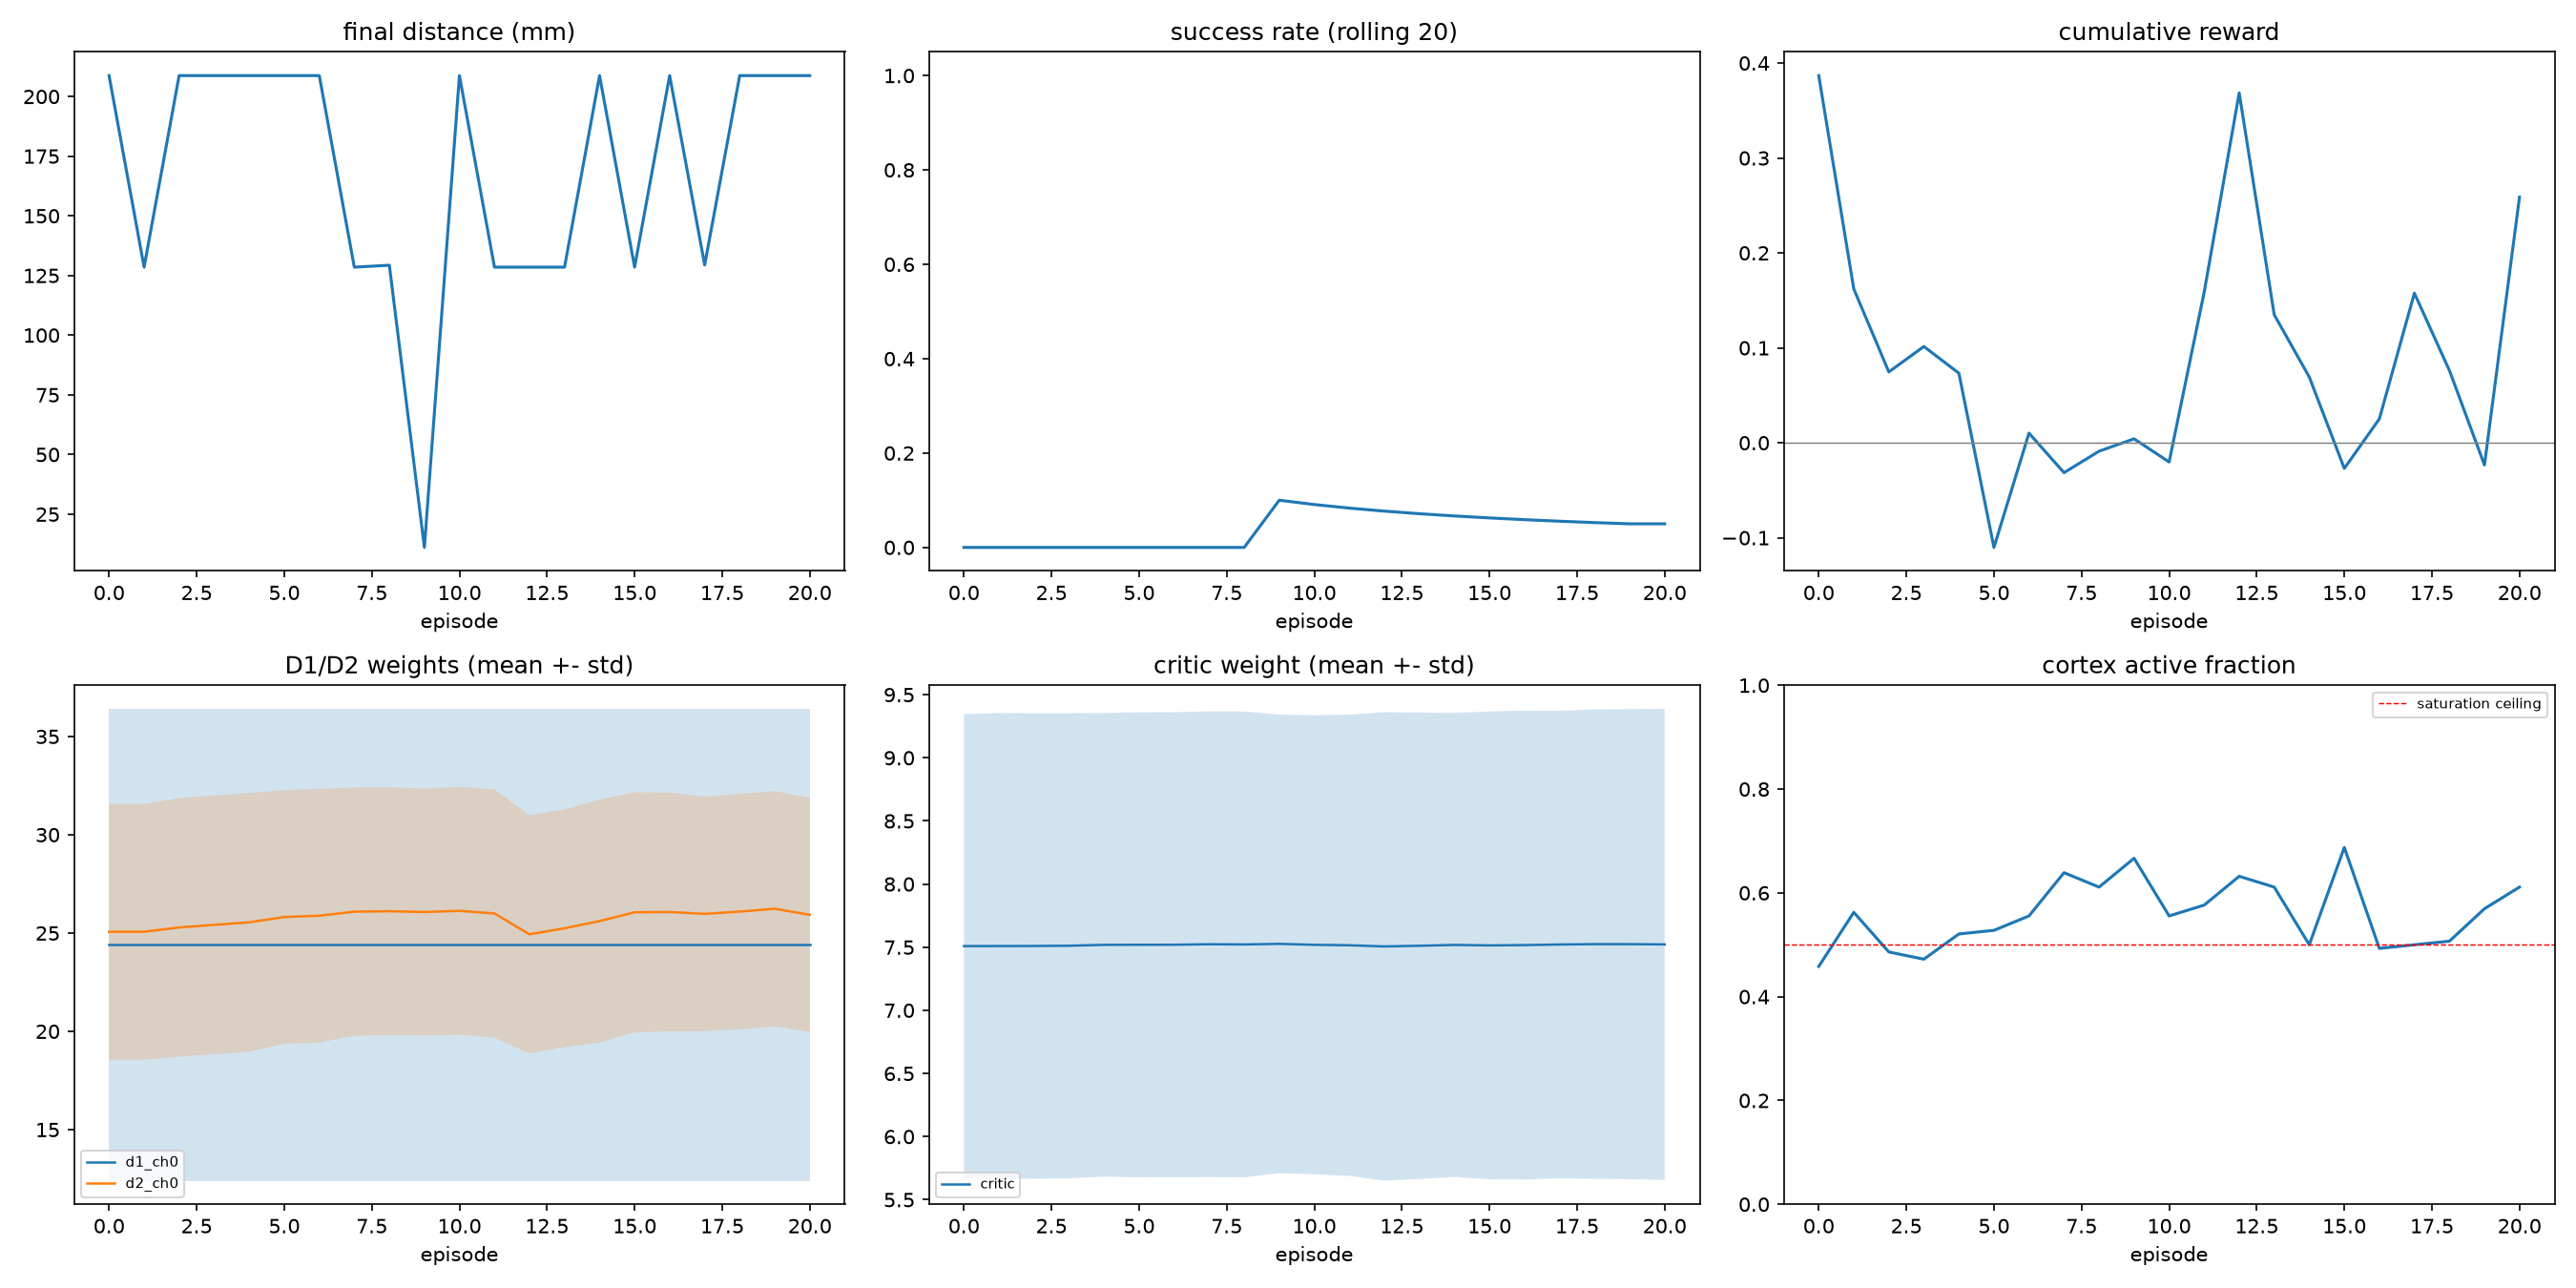 final distance (mm)
200
175
150
125
100
75
50
25
0.0 2.5 5.0 7.5 10.0 12.5 15.0 17.5 20.0
episode
success rate (rolling 20)
1.0
0.8
0.6
0.4
0.2
0.0
0.0 2.5 5.0 7.5 10.0 12.5 15.0 17.5 20.0
episode
cumulative reward
0.4
0.3
0.2
0.1
0.0
−0.1
0.0 2.5 5.0 7.5 10.0 12.5 15.0 17.5 20.0
episode
D1/D2 weights (mean +- std)
35
30
25
20
15
d1_ch0
d2_ch0
0.0 2.5 5.0 7.5 10.0 12.5 15.0 17.5 20.0
episode
critic weight (mean +- std)
9.5
9.0
8.5
8.0
7.5
7.0
6.5
6.0
5.5
critic
0.0 2.5 5.0 7.5 10.0 12.5 15.0 17.5 20.0
episode
cortex active fraction
1.0
saturation ceiling
0.8
0.6
0.4
0.2
0.0
0.0 2.5 5.0 7.5 10.0 12.5 15.0 17.5 20.0
episode